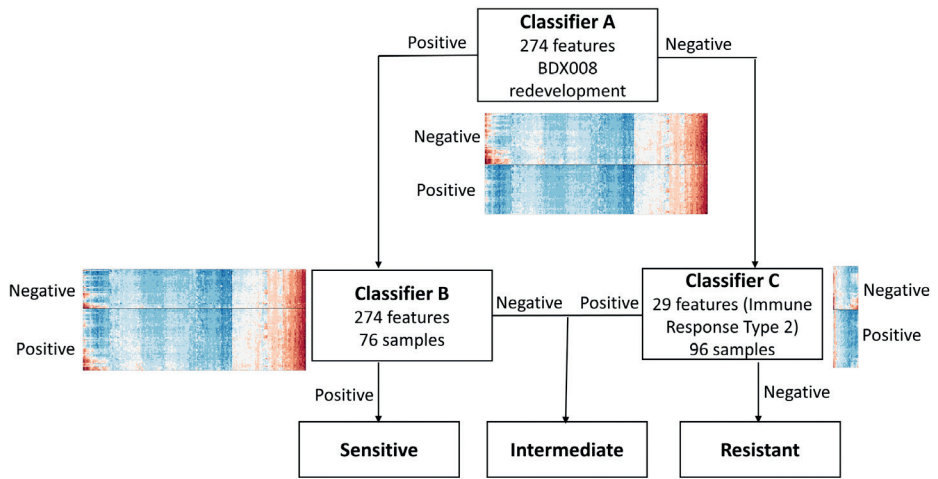 Classifier A
274 features
BDX008
redevelopment
Positive
Negative
Negative
Positive
Negative
Positive
Classifier B
274 features
76 samples
Negative
Positive
Classifier C
29 features (Immune
Response Type 2)
96 samples
Negative
Positive
Positive
Negative
Sensitive
Intermediate
Resistant